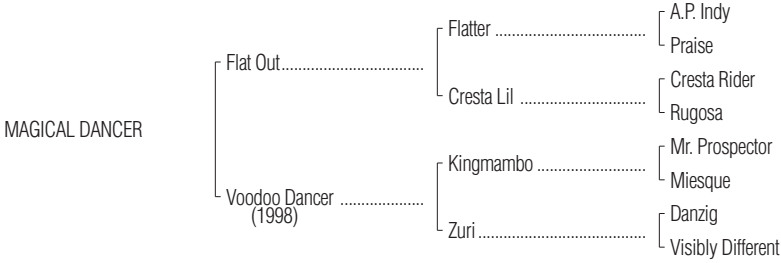 A.P. Indy
Flatter ..........................................
Praise
Flat Out........................................
Cresta Rider
Cresta Lil ...................................
Rugosa
MAGICAL DANCER
Mr. Prospector
Kingmambo ..............................
Miesque
Voodoo Dancer .......................
(1998)
Danzig
Zuri ..............................................
Visibly Different